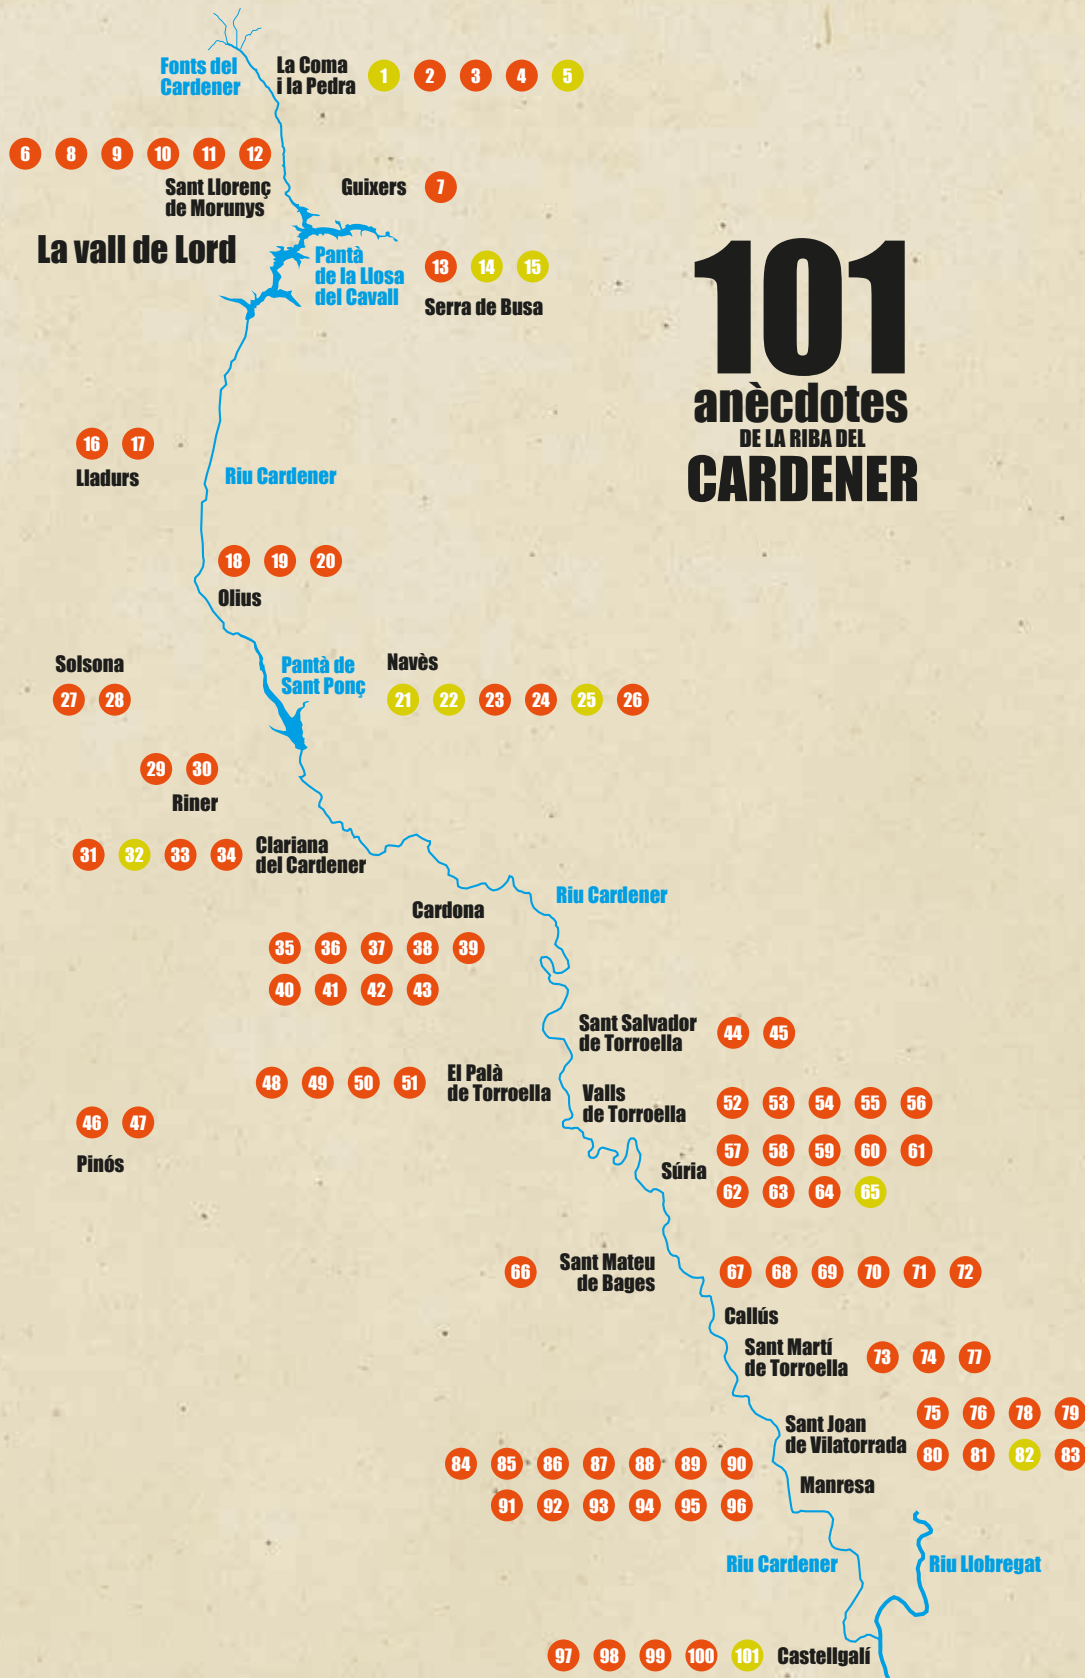 Fonts del
Cardener
La Coma
i la Pedra
1 2 3 4 5
6 8 9 10 11 12
Sant Llorenç
de Morunys
Guixers
7
La vall de Lord
Pantà
de la Llosa
del Cavall
13 14 15
Serra de Busa
101
anècdotes
DE LA RIBA DEL
CARDENER
16 17
Lladurs
Riu Cardener
18 19 20
Olius
Solsona
27 28
Pantà de
Sant Ponç
Navès
21 22 23 24 25 26
29 30
Riner
31 32 33 34
Clariana
del Cardener
Riu Cardener
Cardona
35 36 37 38 39
40 41 42 43
Sant Salvador
de Torroella
44 45
48 49 50 51
El Palà
de Torroella
Valls
de Torroella
52 53 54 55 56
46 47
Pinós
Súria
57 58 59 60 61
62 63 64 65
66
Sant Mateu
de Bages
67 68 69 70 71 72
Callús
Sant Martí
de Torroella
73 74 77
Sant Joan
de Vilatorrada
75 76 78 79
80 81 82 83
84 85 86 87 88 89 90
91 92 93 94 95 96
Manresa
Riu Cardener
Riu Llobregat
97 98 99 100 101
Castellgalí